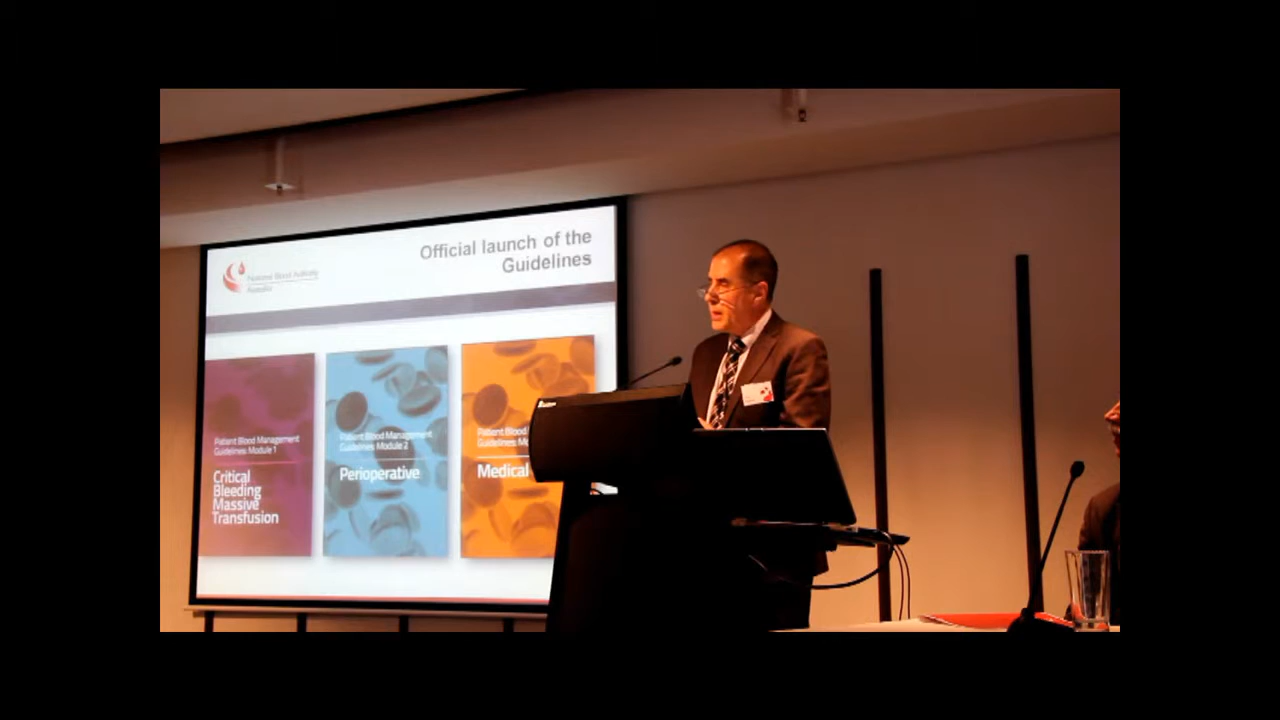 Official launch of the
Guidelines
National Blood Authority
Australia
Patient Blood Management
Guidelines: Module 1
Critical
Bleeding
Massive
Transfusion
Patient Blood Management
Guidelines: Module 2
Perioperative
Patient Blood M
Guidelines: Mo
Medical